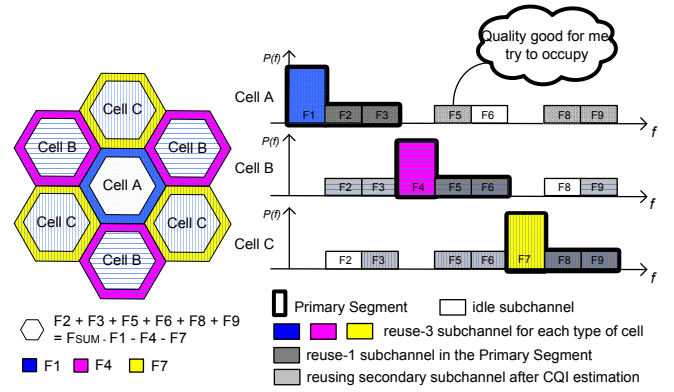 Quality good for me,
try to occupy
P(f)
Cell A
F1
F2
F3
F5
F6
F8
F9
f
P(f)
Cell B
F2
F3
F4
F5
F6
F8
F9
f
P(f)
Cell C
F2
F3
F5
F6
F7
F8
F9
f
Cell C
Cell B
Cell B
Cell A
Cell C
Cell C
Cell B
F2 + F3 + F5 + F6 + F8 + F9
= FSUM - F1 - F4 - F7
F1
F4
F7
Primary Segment
idle subchannel
reuse-3 subchannel for each type of cell
reuse-1 subchannel in the Primary Segment
reusing secondary subchannel after CQI estimation